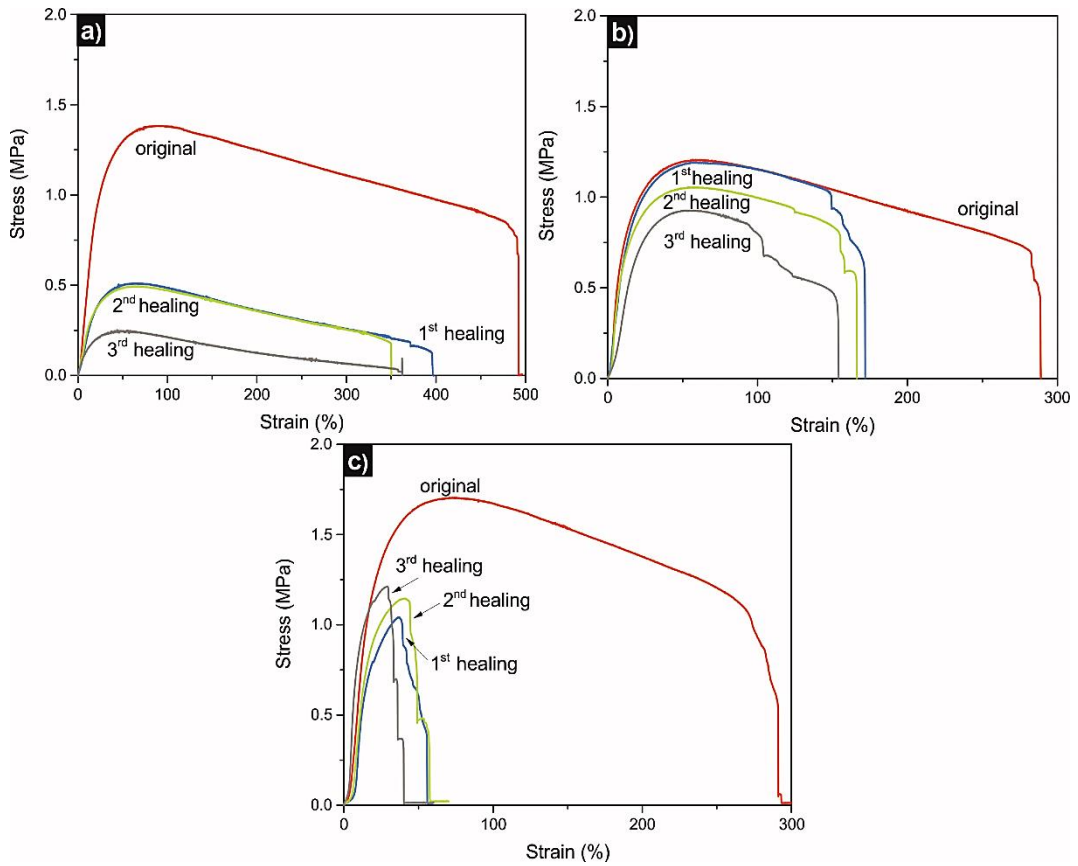 a)
2.0
1.5
1.0
0.5
0.0
Stress (MPa)
original
2nd healing
1st healing
3rd healing
0 100 200 300 400 500
Strain (%)
b)
2.0
1.5
1.0
0.5
0.0
Stress (MPa)
1st healing
2nd healing
original
3rd healing
0 100 200 300
Strain (%)
c)
2.0
1.5
1.0
0.5
0.0
Stress (MPa)
original
3rd healing
2nd healing
1st healing
0 100 200 300
Strain (%)